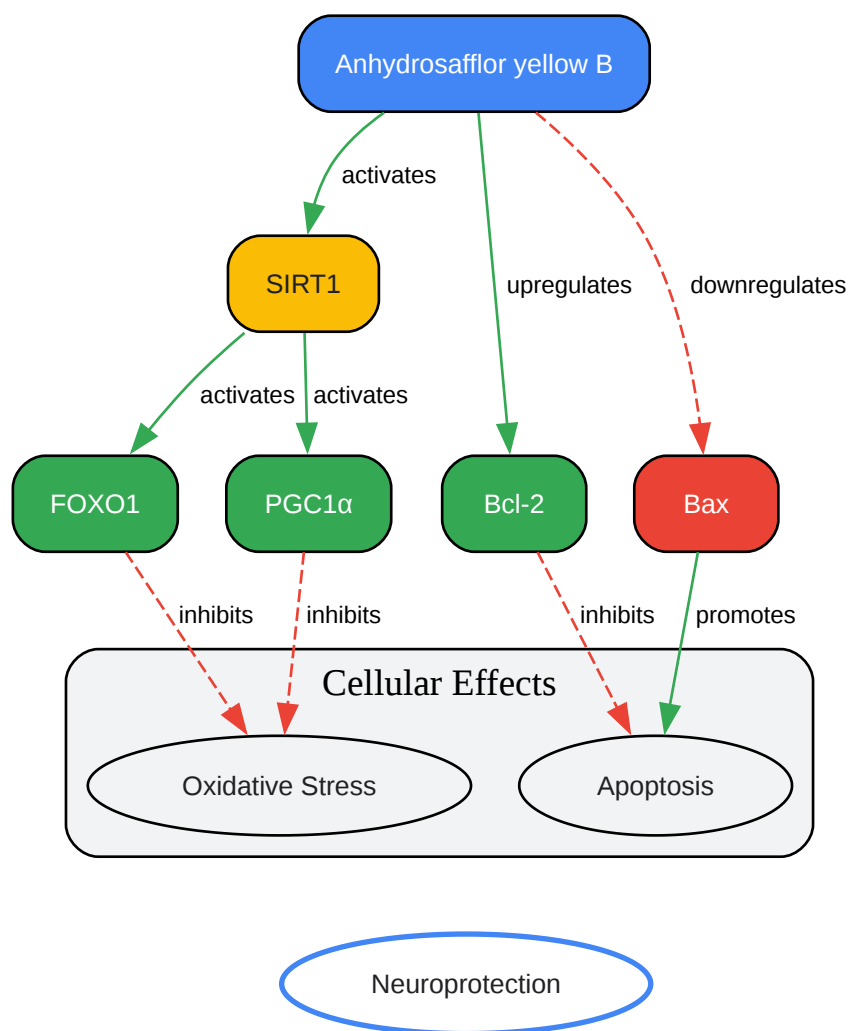 Anhydrosafflor yellow B
activates
SIRT1
upregulates
downregulates
activates
activates
FOXO1
PGC1α
Bcl-2
Bax
inhibits
inhibits
inhibits
promotes
Cellular Effects
Oxidative Stress
Apoptosis
Neuroprotection